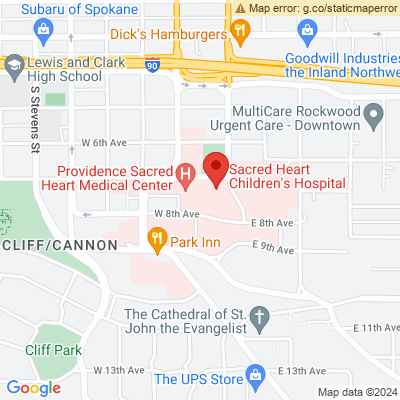 Subaru of Spokane
Map error: g.co/staticmaperror
Dick's Hamburgers
Goodwill Industries
the Inland Northwe
Lewis and Clark
High School
90
S Stevens St
MultiCare Rockwood
Urgent Care - Downtown
W 6th Ave
Providence Sacred
Heart Medical Center
H
Sacred Heart
Children's Hospital
W 8th Ave
E 8th Ave
CLIFF/CANNON
Park Inn
E 9th Ave
The Cathedral of St.
John the Evangelist
E 11th Ave
Cliff Park
W 13th Ave
The UPS Store
E 13th Ave
Google
Map data ©2024